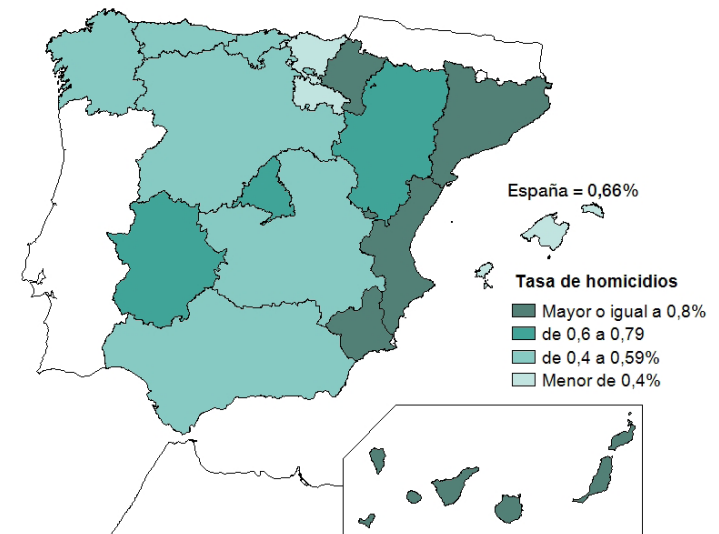 España = 0,66%
Tasa de homicidios
Mayor o igual a 0,8%
de 0,6 a 0,79
de 0,4 a 0,59%
Menor de 0,4%